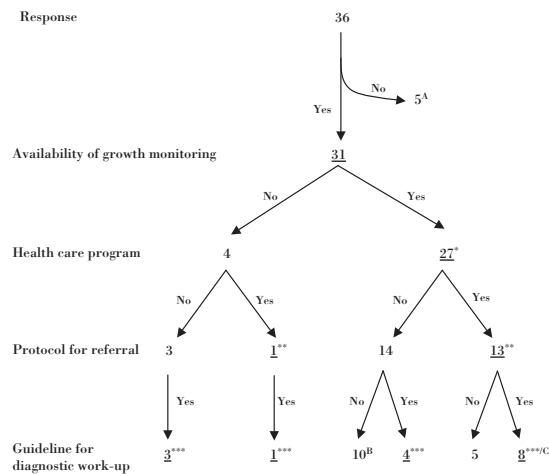 Response 36
No
5A
Yes
Availability of growth monitoring 31
No Yes
Health care program 4 27*
No Yes No Yes
Protocol for referral 3 1** 14 13**
Yes Yes No Yes No Yes
Guideline for
diagnostic work-up 3*** 1*** 10B 4*** 5 8***/C